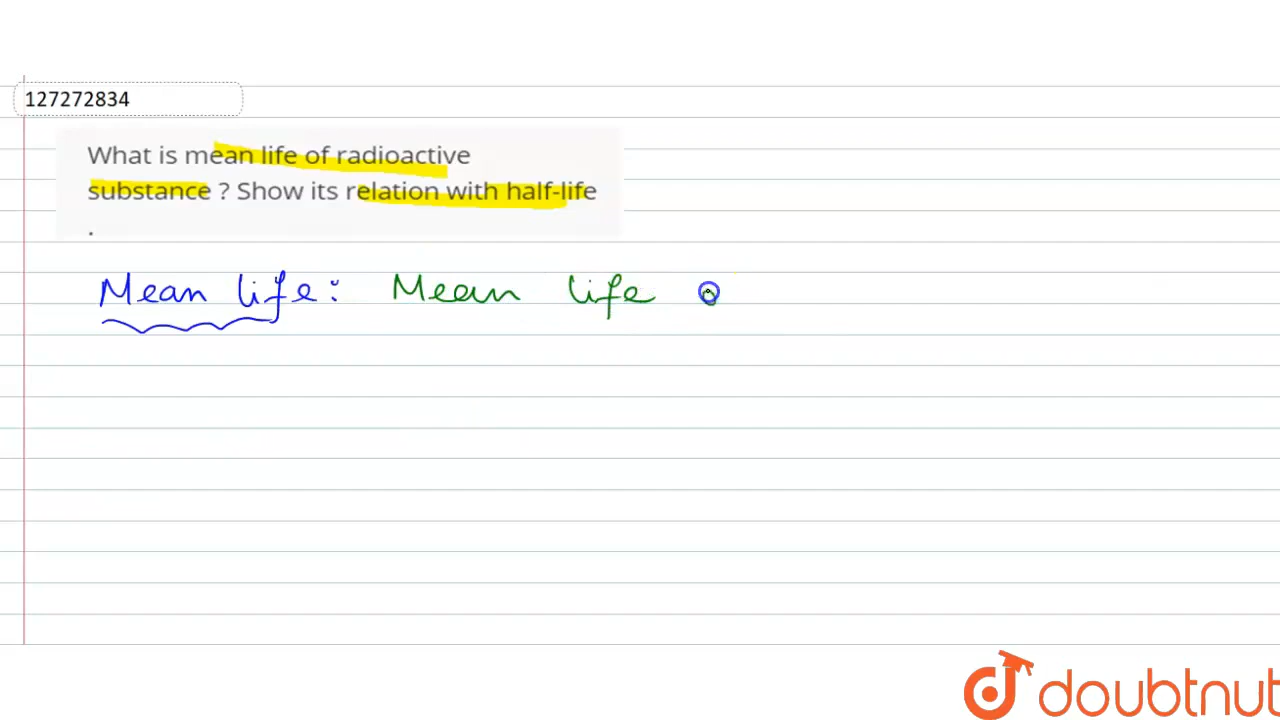 127272834
What is mean life of radioactive
substance ? Show its relation with half-life
.
Mean life: Mean life o
doubtnut